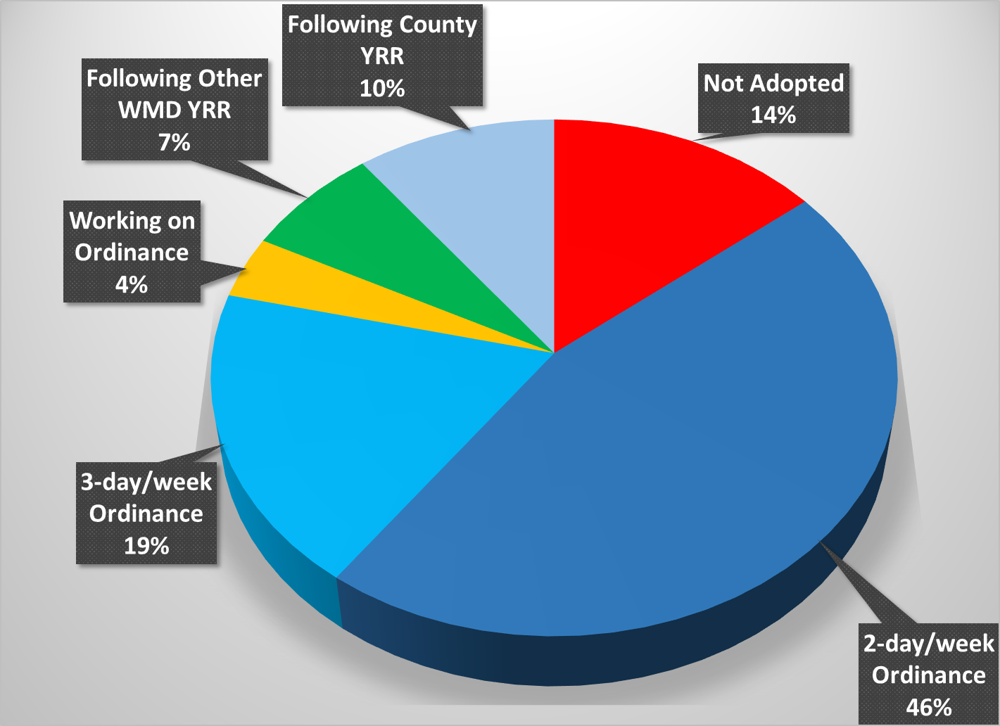 Following County
YRR
10%
Not Adopted
14%
Following Other
WMD YRR
7%
Working on
Ordinance
4%
3-day/week
Ordinance
19%
2-day/week
Ordinance
46%